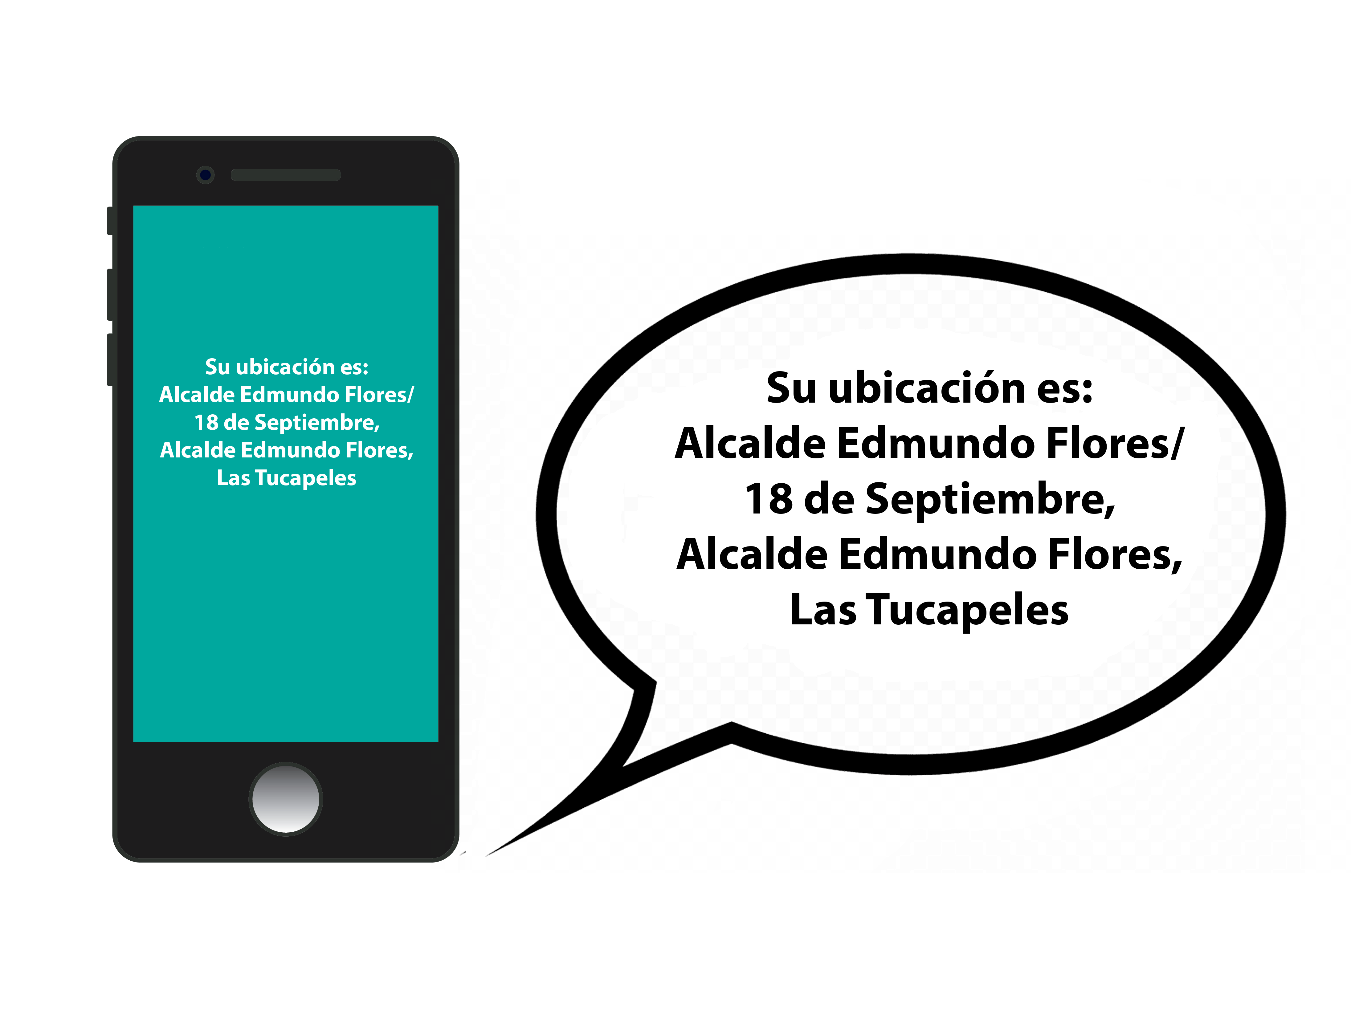 Su ubicación es:
Alcalde Edmundo Flores/
18 de Septiembre,
Alcalde Edmundo Flores,
Las Tucapeles
Su ubicación es:
Alcalde Edmundo Flores/
18 de Septiembre,
Alcalde Edmundo Flores,
Las Tucapeles